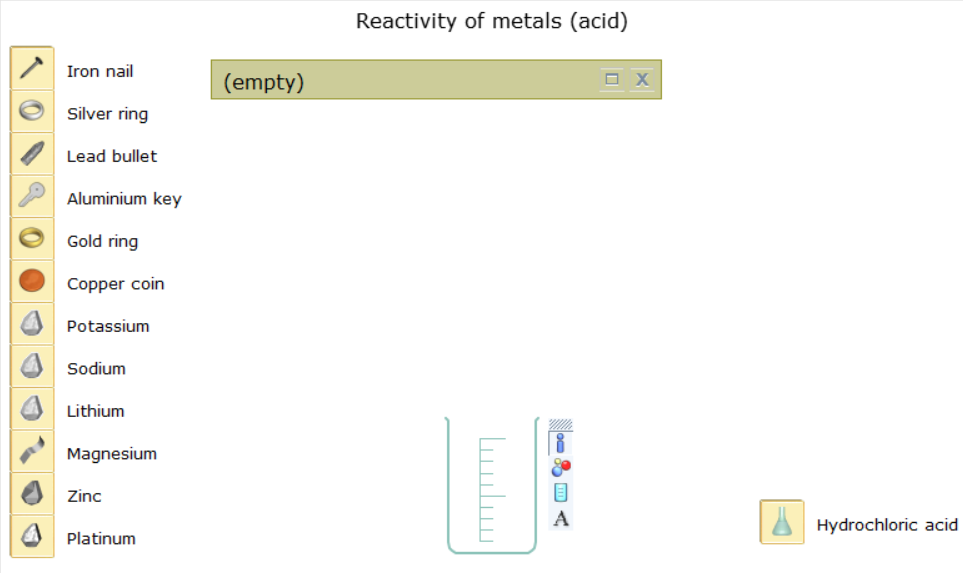 Reactivity of metals (acid)
Iron nail
(empty)
X
Silver ring
Lead bullet
Aluminium key
Gold ring
Copper coin
Potassium
Sodium
Lithium
Magnesium
A
Zinc
Hydrochloric acid
Platinum